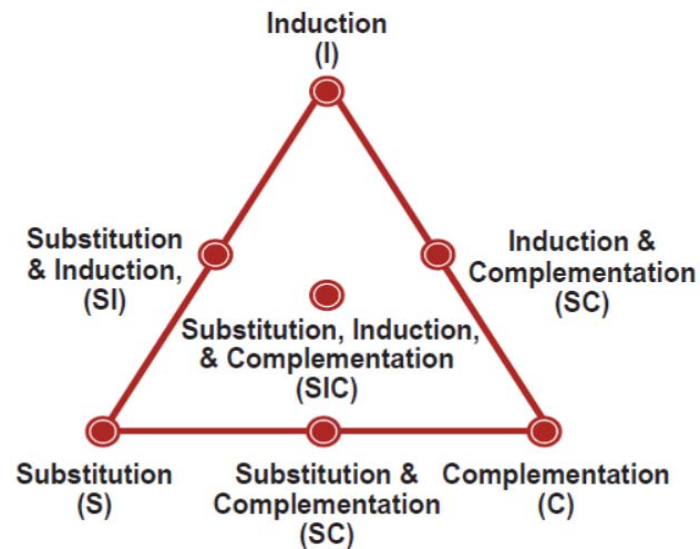 Induction
(I)
Substitution
& Induction,
(SI)
Induction &
Complementation
(SC)
Substitution, Induction,
& Complementation
(SIC)
Substitution
(S)
Substitution &
Complementation
(SC)
Complementation
(C)